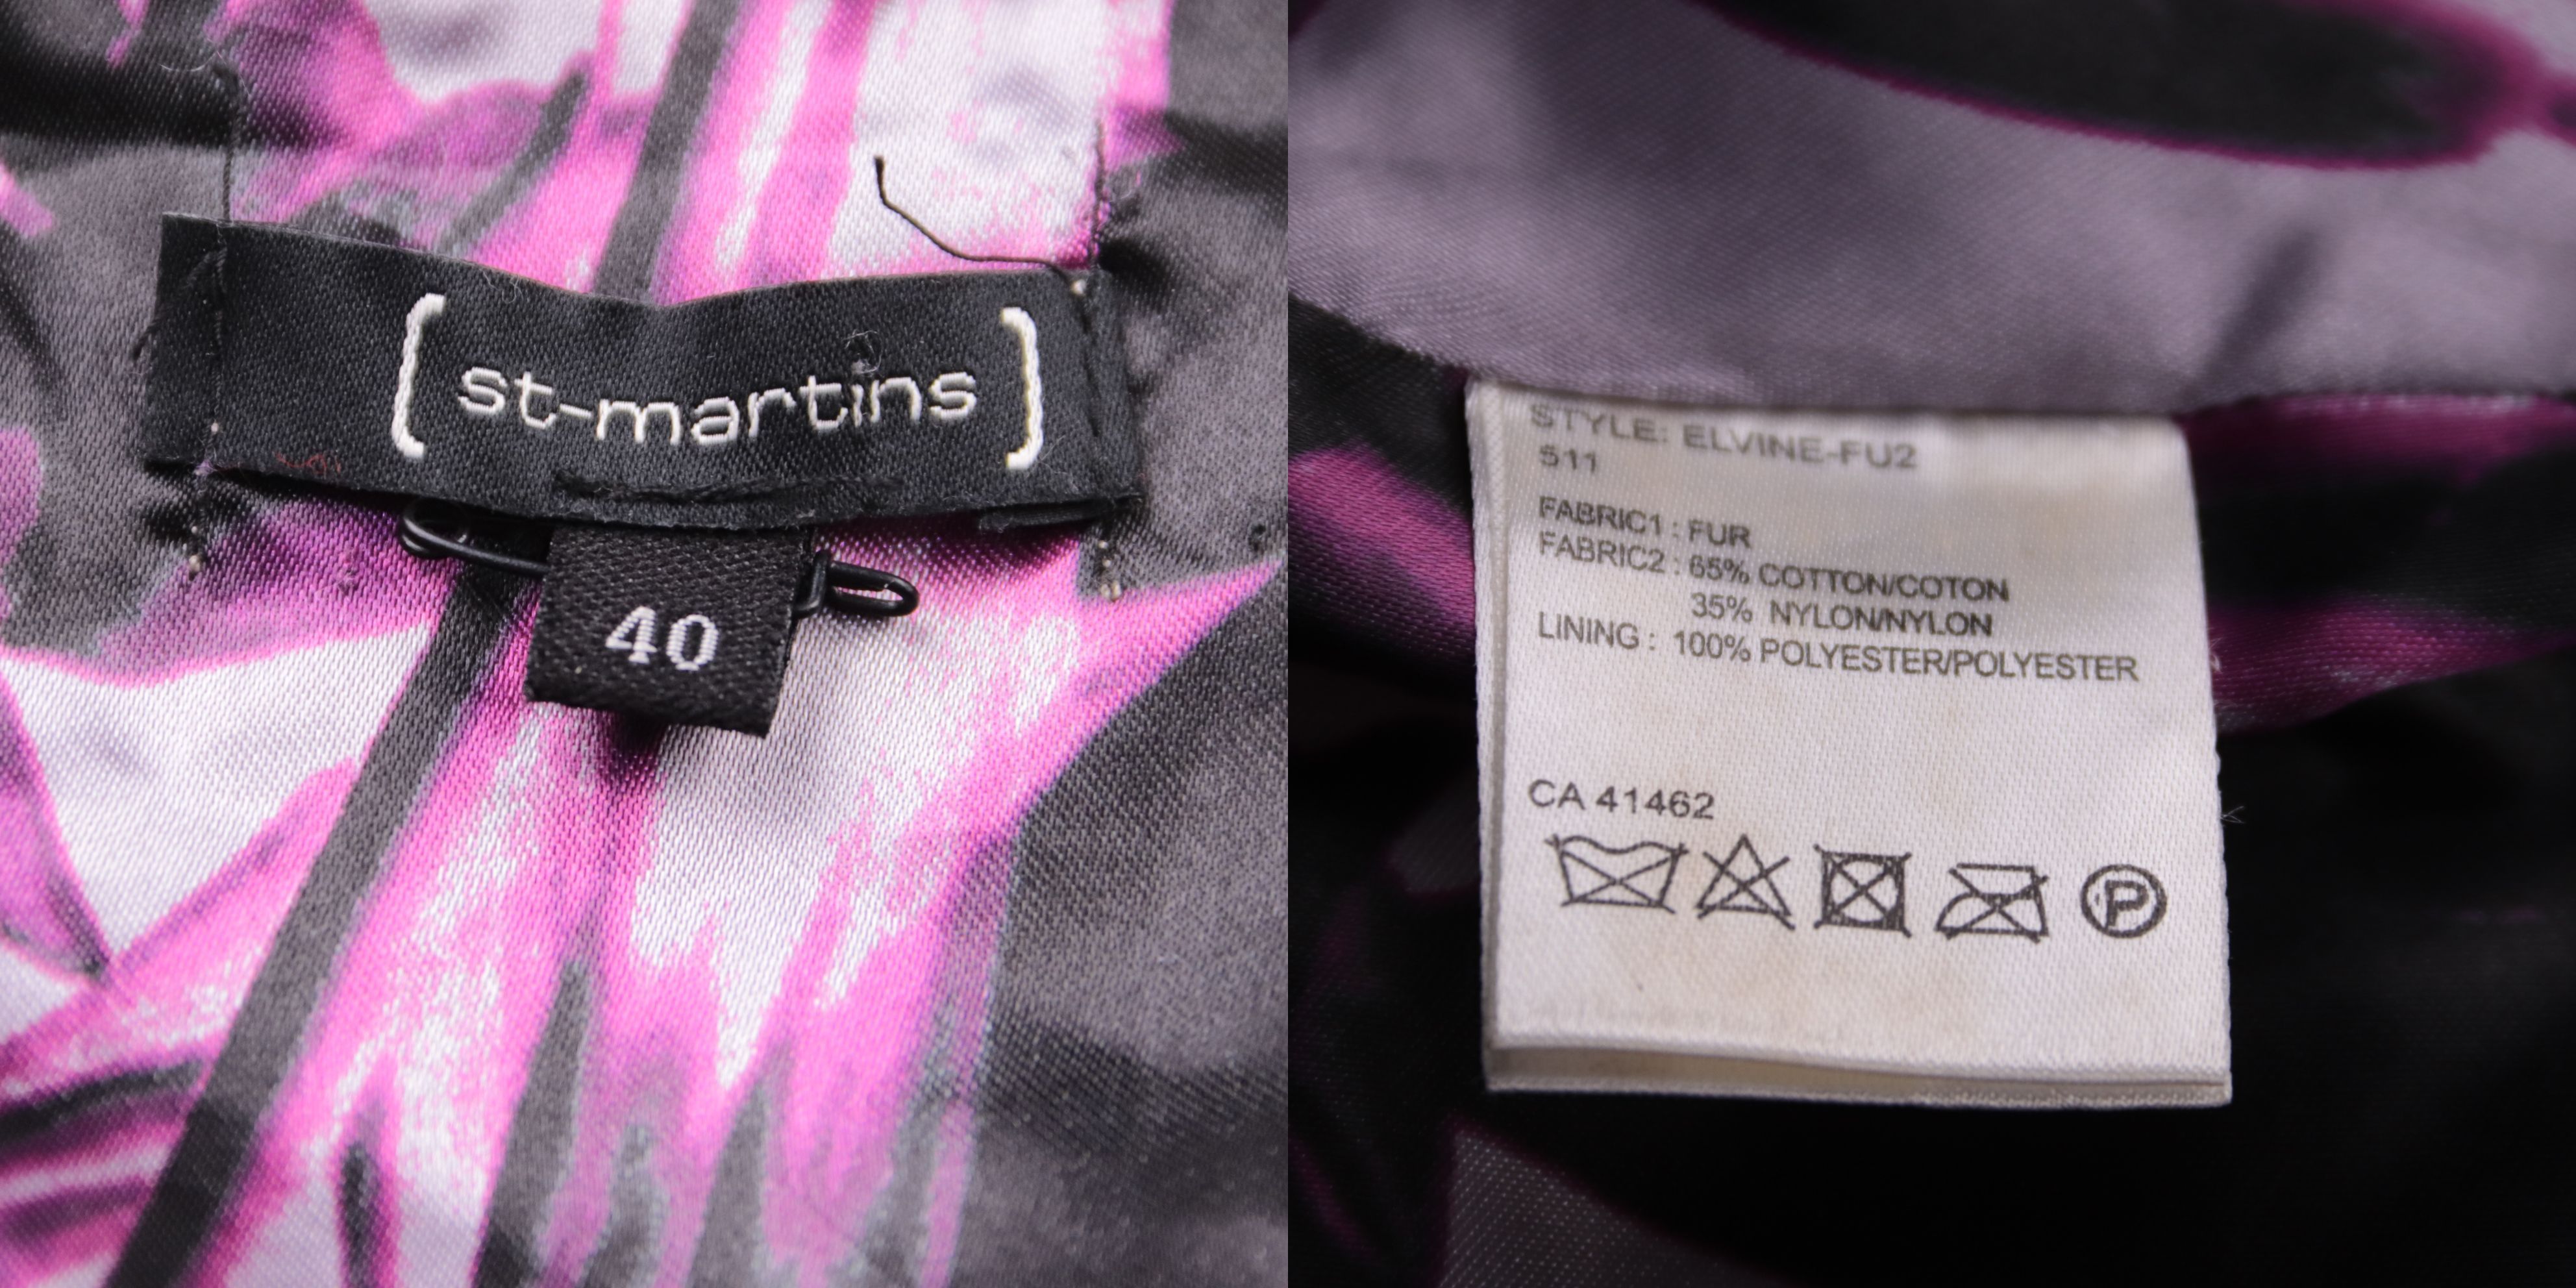 [st-martins]
40
STYLE: ELVINE-FU2
511
FABRIC1 : FUR
FABRIC2 : 65% COTTON/COTON
35% NYLON/NYLON
LINING : 100% POLYESTER/POLYESTER
CA 41462
P